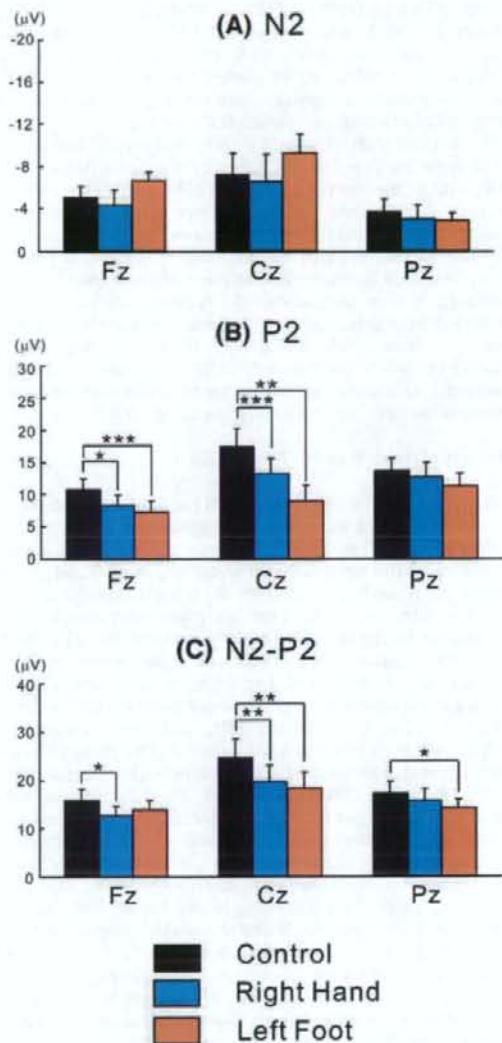 (A) N2
(μV)
-20
-16
-12
-8
-4
0
Fz Cz Pz
(B) P2
(μV)
30
25
20
15
10
5
0
*** * ** ***
Fz Cz Pz
(C) N2-P2
(μV)
40
30
20
10
0
* ** ** *
Fz Cz Pz
Control
Right Hand
Left Foot